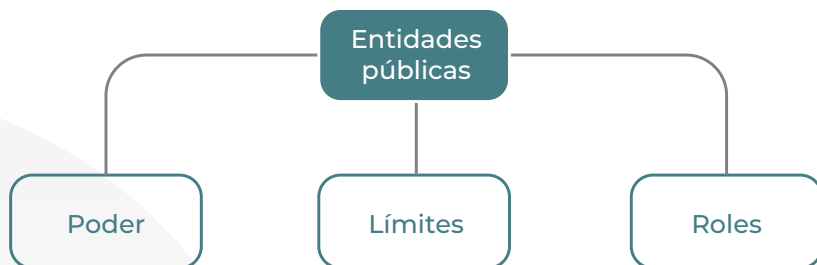 Entidades
públicas
Poder
Límites
Roles